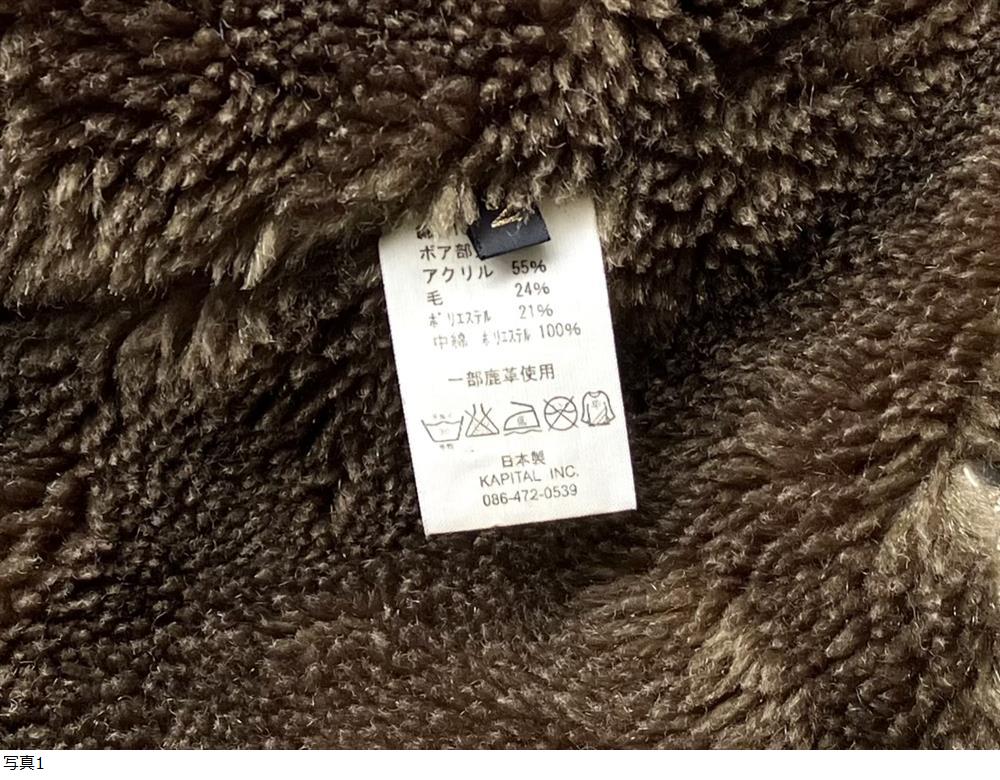 ボア部
アクリル 55%
毛 24%
ポリエステル 21%
中綿 ポリエステル 100%
一部鹿革使用
日本製
KAPITAL INC.
086-472-0539
写真1